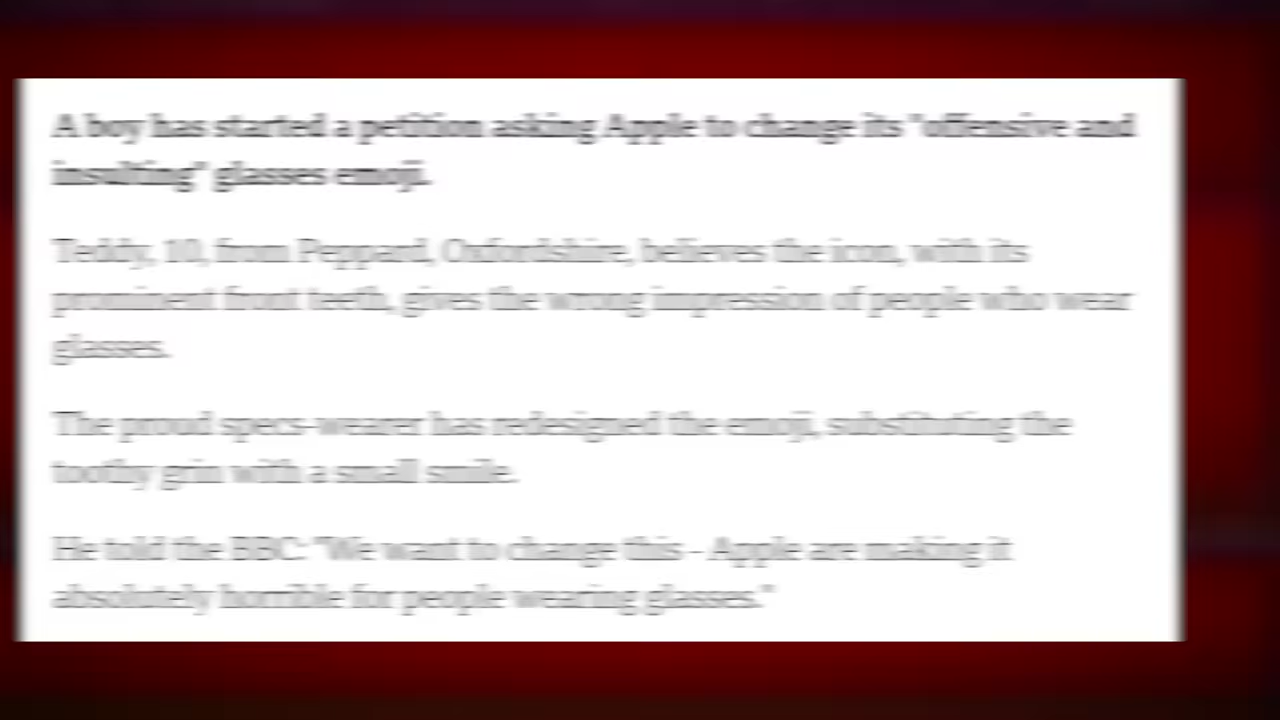 A boy has started a petition asking Apple to change its "offensive and
insulting" glasses emoji.
Teddy, 10, from Peppard, Oxfordshire, believes the icon, with its
prominent front teeth, gives the wrong impression of people who wear
glasses.
The proud specs-wearer has redesigned the emoji, substituting the
toothy grin with a small smile.
He told the BBC: "We want to change this - Apple are making it
absolutely horrible for people wearing glasses."